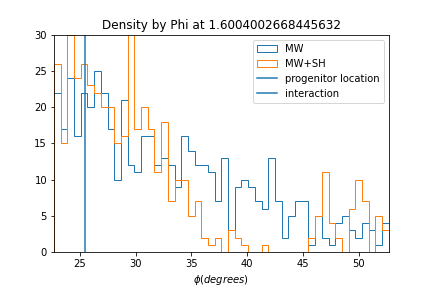 Density by Phi at 1.6004002668445632
30
25
20
15
10
5
0
MW
MW+SH
progenitor location
interaction
25 30 35 40 45 50
ϕ(degrees)